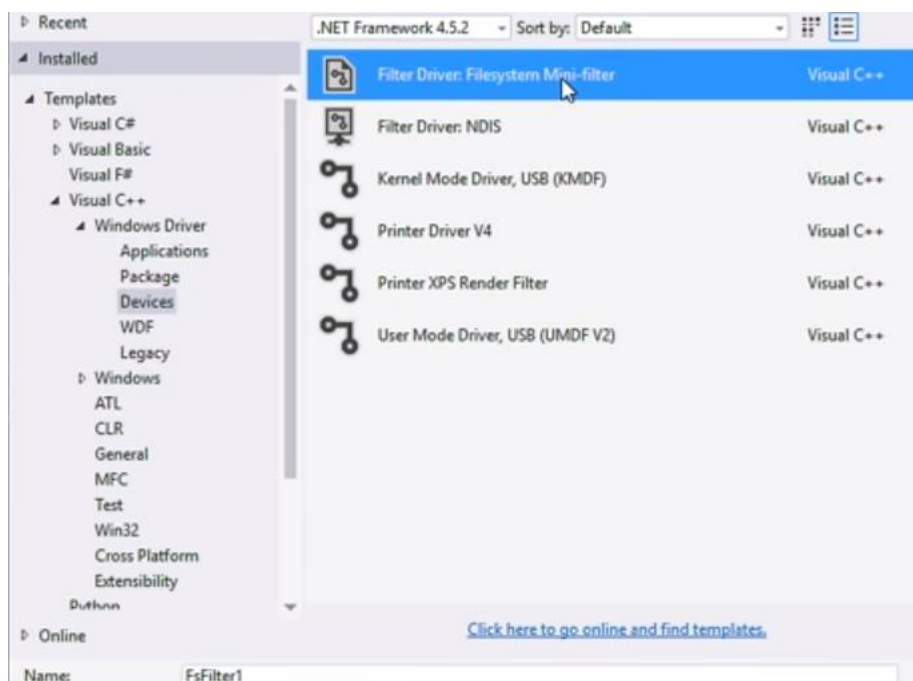 Recent
.NET Framework 4.5.2 Sort by: Default
Installed
Templates
Visual C#
Visual Basic
Visual F#
Visual C++
Windows Driver
Applications
Package
Devices
WDF
Legacy
Windows
ATL
CLR
General
MFC
Test
Win32
Cross Platform
Extensibility
Python
Online
Filter Driver: Filesystem Mini-filter Visual C++
Filter Driver: NDIS Visual C++
Kernel Mode Driver, USB (KMDF) Visual C++
Printer Driver V4 Visual C++
Printer XPS Render Filter Visual C++
User Mode Driver, USB (UMDF V2) Visual C++
Click here to go online and find templates.
Name: FsFilter1